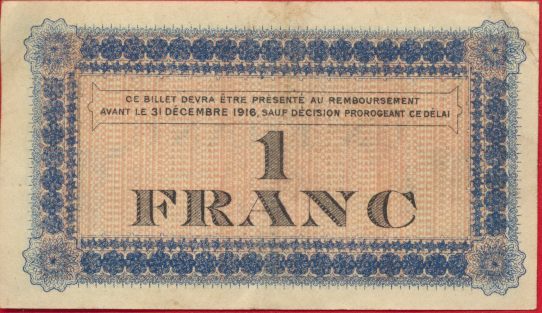 CE BILLET DEVRA ÊTRE PRÉSENTÉ AU REMBOURSEMENT
AVANT LE 31 DÉCEMBRE 1916, SAUF DÉCISION PROROGEANT CE DÉLAI
1
FRANC